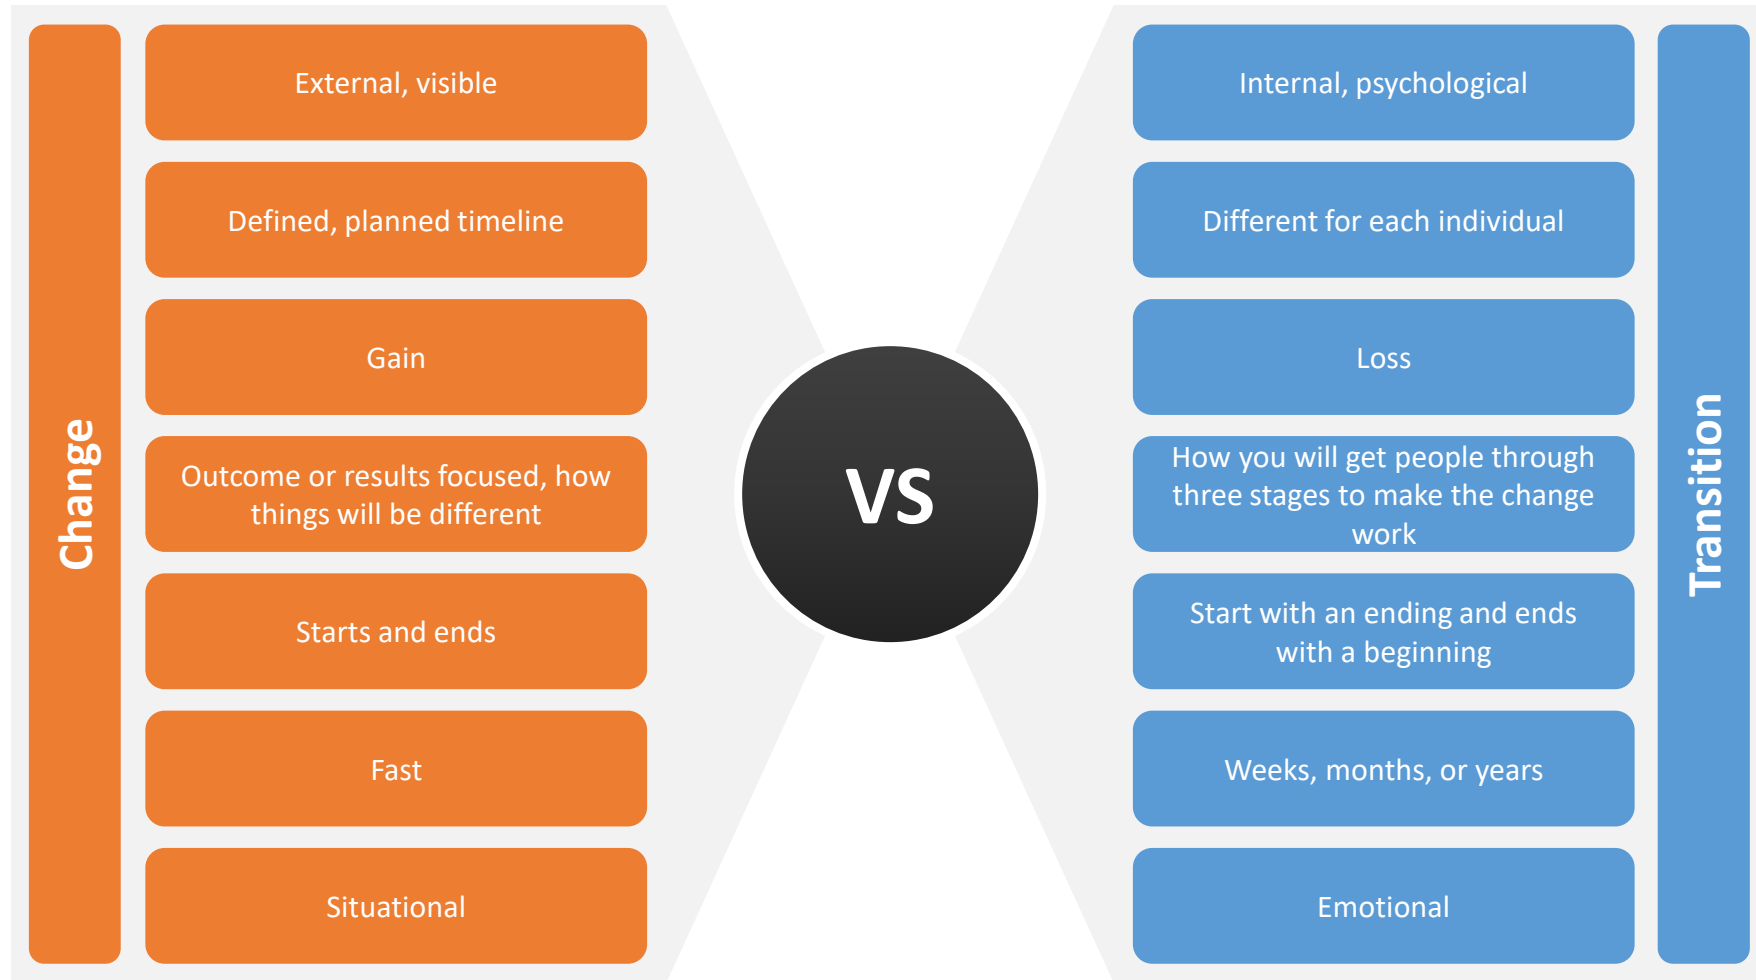 Change
External, visible
Defined, planned timeline
Gain
Outcome or results focused, how
things will be different
Starts and ends
Fast
Situational
VS
Internal, psychological
Different for each individual
Loss
How you will get people through
three stages to make the change
work
Start with an ending and ends
with a beginning
Weeks, months, or years
Emotional
Transition